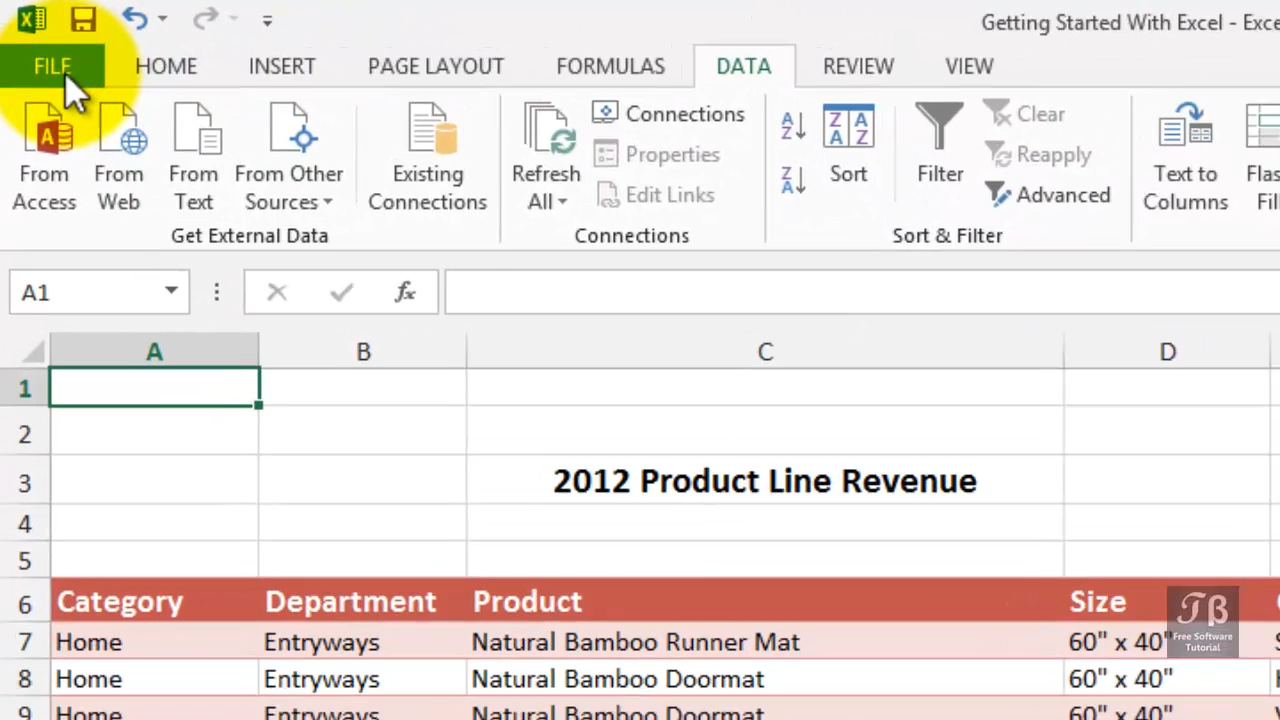 Getting Started With Excel - Exce
FILE HOME INSERT PAGE LAYOUT FORMULAS DATA REVIEW VIEW
From Access
From Web
From Text
From Other Sources
Existing Connections
Get External Data
Refresh All
Connections
Properties
Edit Links
Connections
A Z
Z A
Z A A Z
Sort
Filter
Clear
Reapply
Advanced
Sort & Filter
Text to Columns
A1
fx
A B C D
1
2
3 2012 Product Line Revenue
4
5
6 Category Department Product Size
7 Home Entryways Natural Bamboo Runner Mat 60" x 40"
8 Home Entryways Natural Bamboo Doormat 60" x 40"
9 Home Entryways Natural Bamboo Doormat 60" x 40"
Free Software
Tutorial